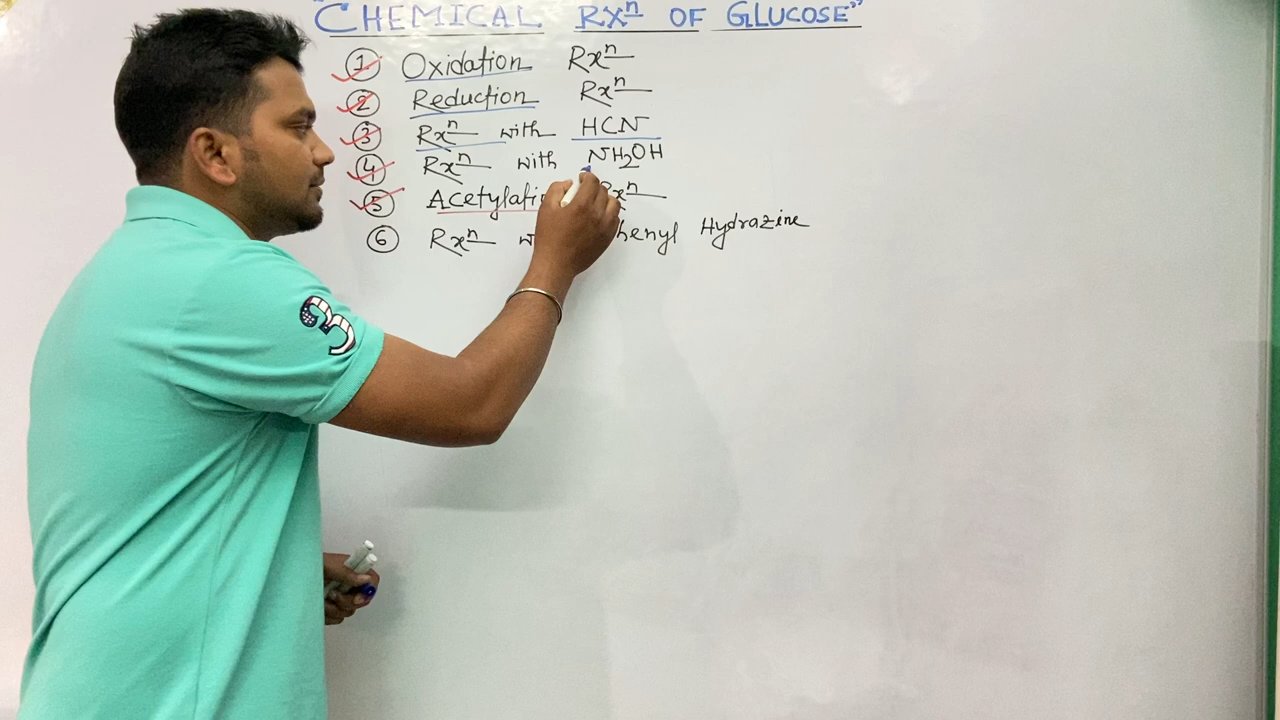 "CHEMICAL RXⁿ OF GLUCOSE"
1 Oxidation Rxⁿ
2 Reduction Rxⁿ
3 Rxⁿ with HCN
4 Rxⁿ with NH2OH
5 Acetylati Rxⁿ
6 Rxⁿ w henyl Hydrazine
3